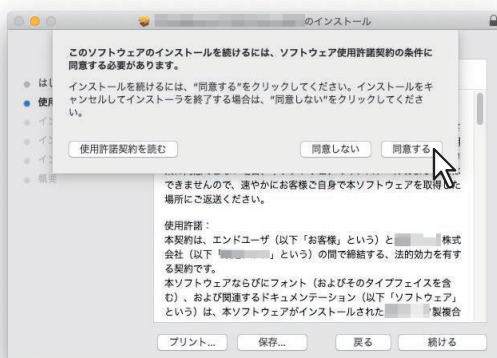 のインストール
このソフトウェアのインストールを続けるには、ソフトウェア使用許諾契約の条件に
同意する必要があります。
インストールを続けるには、“同意する”をクリックしてください。インストールをキ
ャンセルしてインストーラを終了する場合は、“同意しない”をクリックしてくださ
い。
使用許諾契約を読む
同意しない
同意する
はじ
使用
イン
イン
イン
概要
できませんので、速やかにお客様ご自身で本ソフトウェアを取得した
場所にご返送ください。
使用許諾：
本契約は、エンドユーザ（以下「お客様」という）と 株式
会社（以下「 」という）の間で締結する、法的効力を有す
る契約です。
本ソフトウェアならびにフォント（およびそのタイプフェイスを含
む）、および関連するドキュメンテーション（以下「ソフトウェア」
という）は、本ソフトウェアがインストールされた 製複合
プリント...
保存...
戻る
続ける